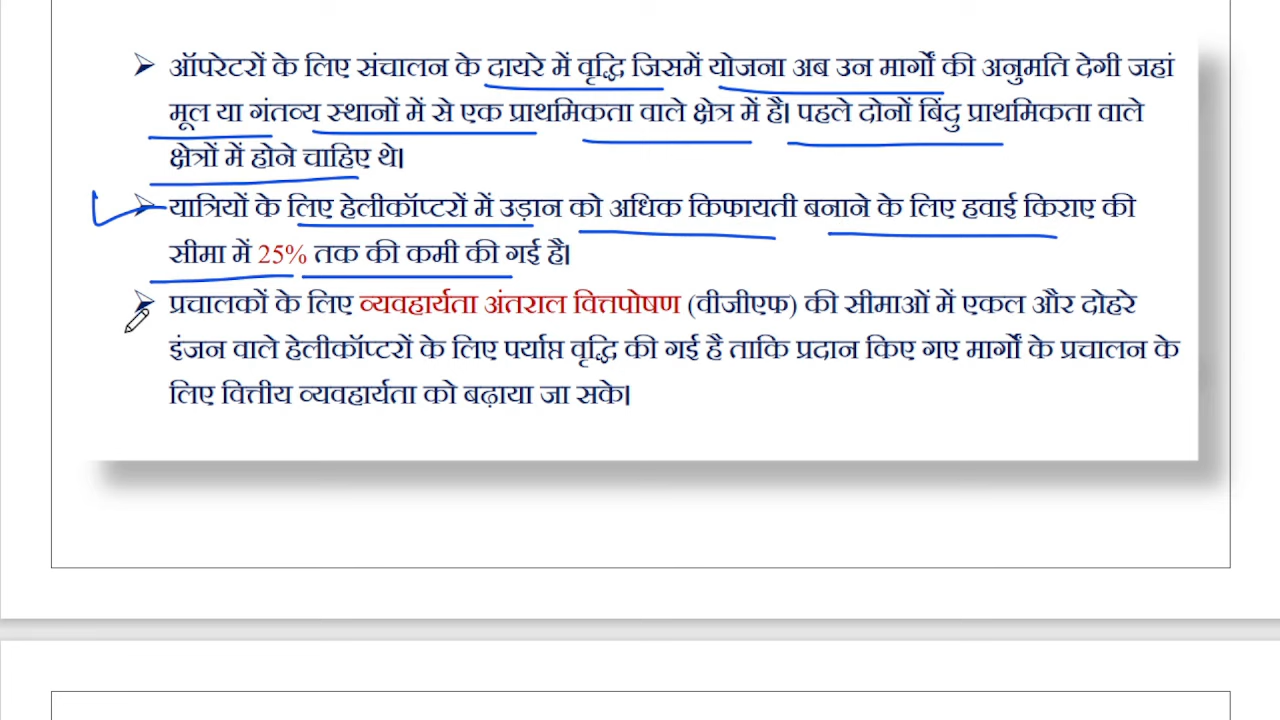 ➢ ऑपरेटरों के लिए संचालन के दायरे में वृद्धि जिसमें योजना अब उन मार्गों की अनुमति देगी जहां
मूल या गंतव्य स्थानों में से एक प्राथमिकता वाले क्षेत्र में है। पहले दोनों बिंदु प्राथमिकता वाले
क्षेत्रों में होने चाहिए थे।
➢ यात्रियों के लिए हेलीकॉप्टरों में उड़ान को अधिक किफायती बनाने के लिए हवाई किराए की
सीमा में 25% तक की कमी की गई है।
➢ प्रचालकों के लिए व्यवहार्यता अंतराल वित्तपोषण (वीजीएफ) की सीमाओं में एकल और दोहरे
इंजन वाले हेलीकॉप्टरों के लिए पर्याप्त वृद्धि की गई है ताकि प्रदान किए गए मार्गों के प्रचालन के
लिए वित्तीय व्यवहार्यता को बढ़ाया जा सके।